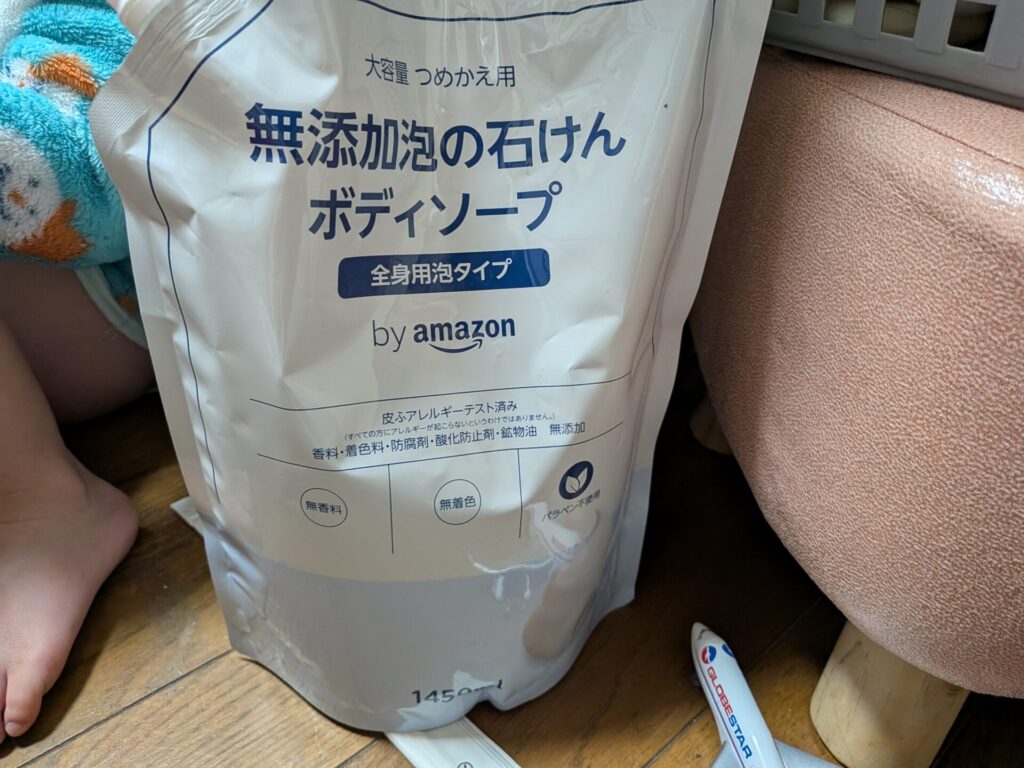 大容量 つめかえ用
無添加泡の石けん
ボディソープ
全身用泡タイプ
by amazon
皮ふアレルギーテスト済み
(すべての方にアレルギーが起こらないというわけではありません。)
香料・着色料・防腐剤・酸化防止剤・鉱物油 無添加
無香料
無着色
パラベン不使用
GLOBESTAR